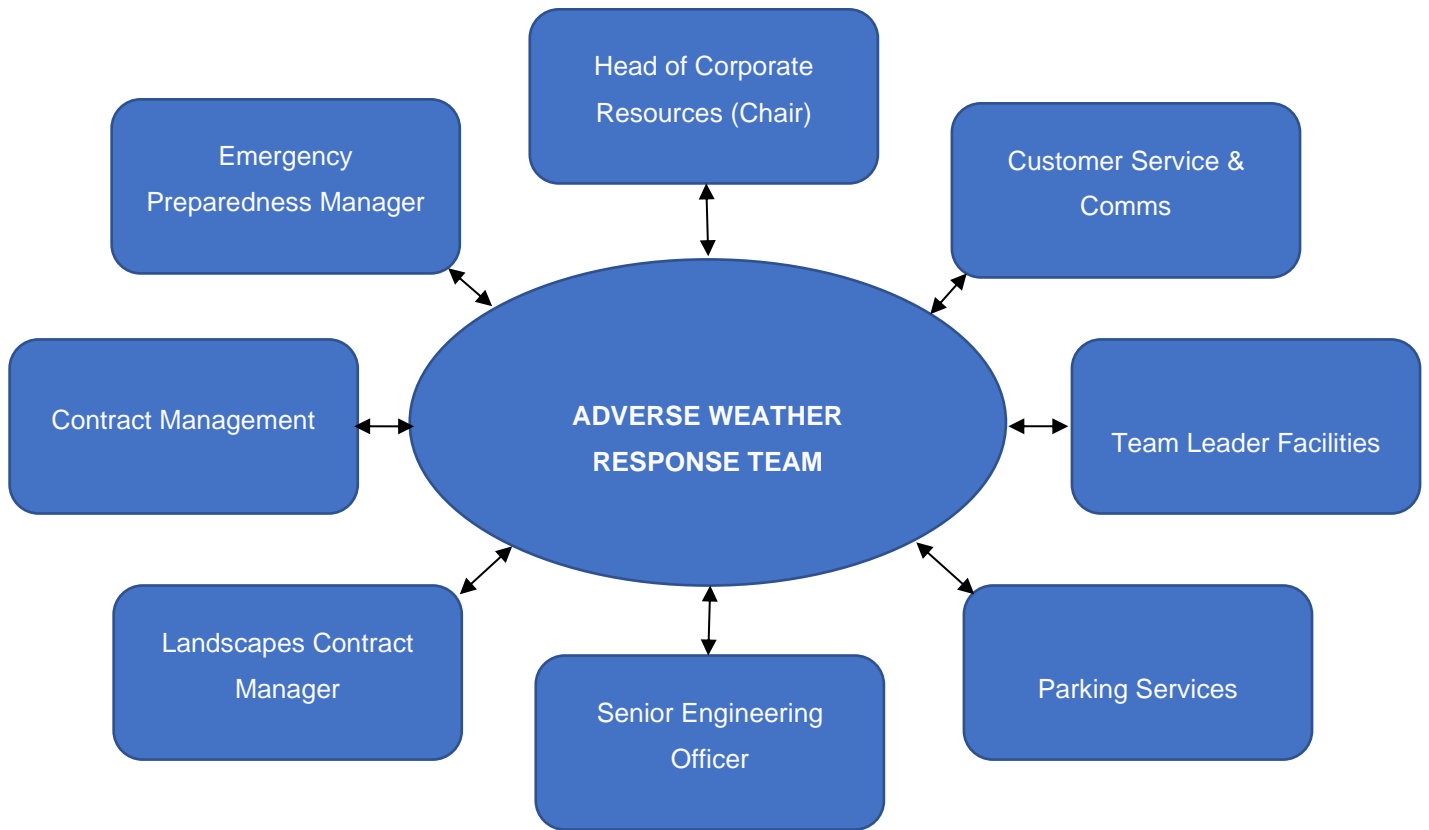 Head of Corporate
Resources (Chair)
Emergency
Preparedness Manager
Customer Service &
Comms
Contract Management
ADVERSE WEATHER
RESPONSE TEAM
Team Leader Facilities
Landscapes Contract
Manager
Senior Engineering
Officer
Parking Services